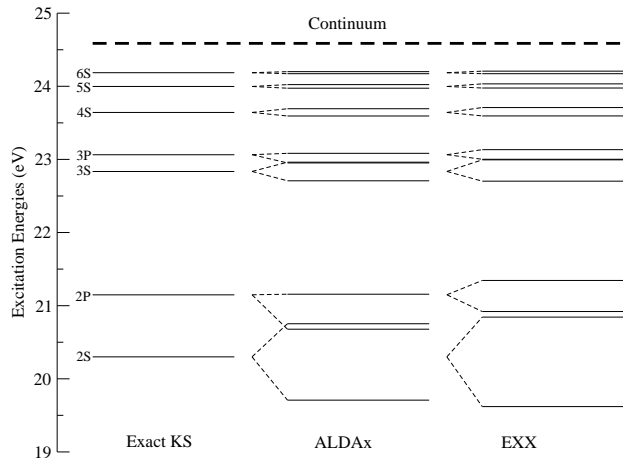 25
Continuum
24
23
22
21
20
19
Excitation Energies (eV)
6S
5S
4S
3P
3S
2P
2S
Exact KS
ALDAx
EXX